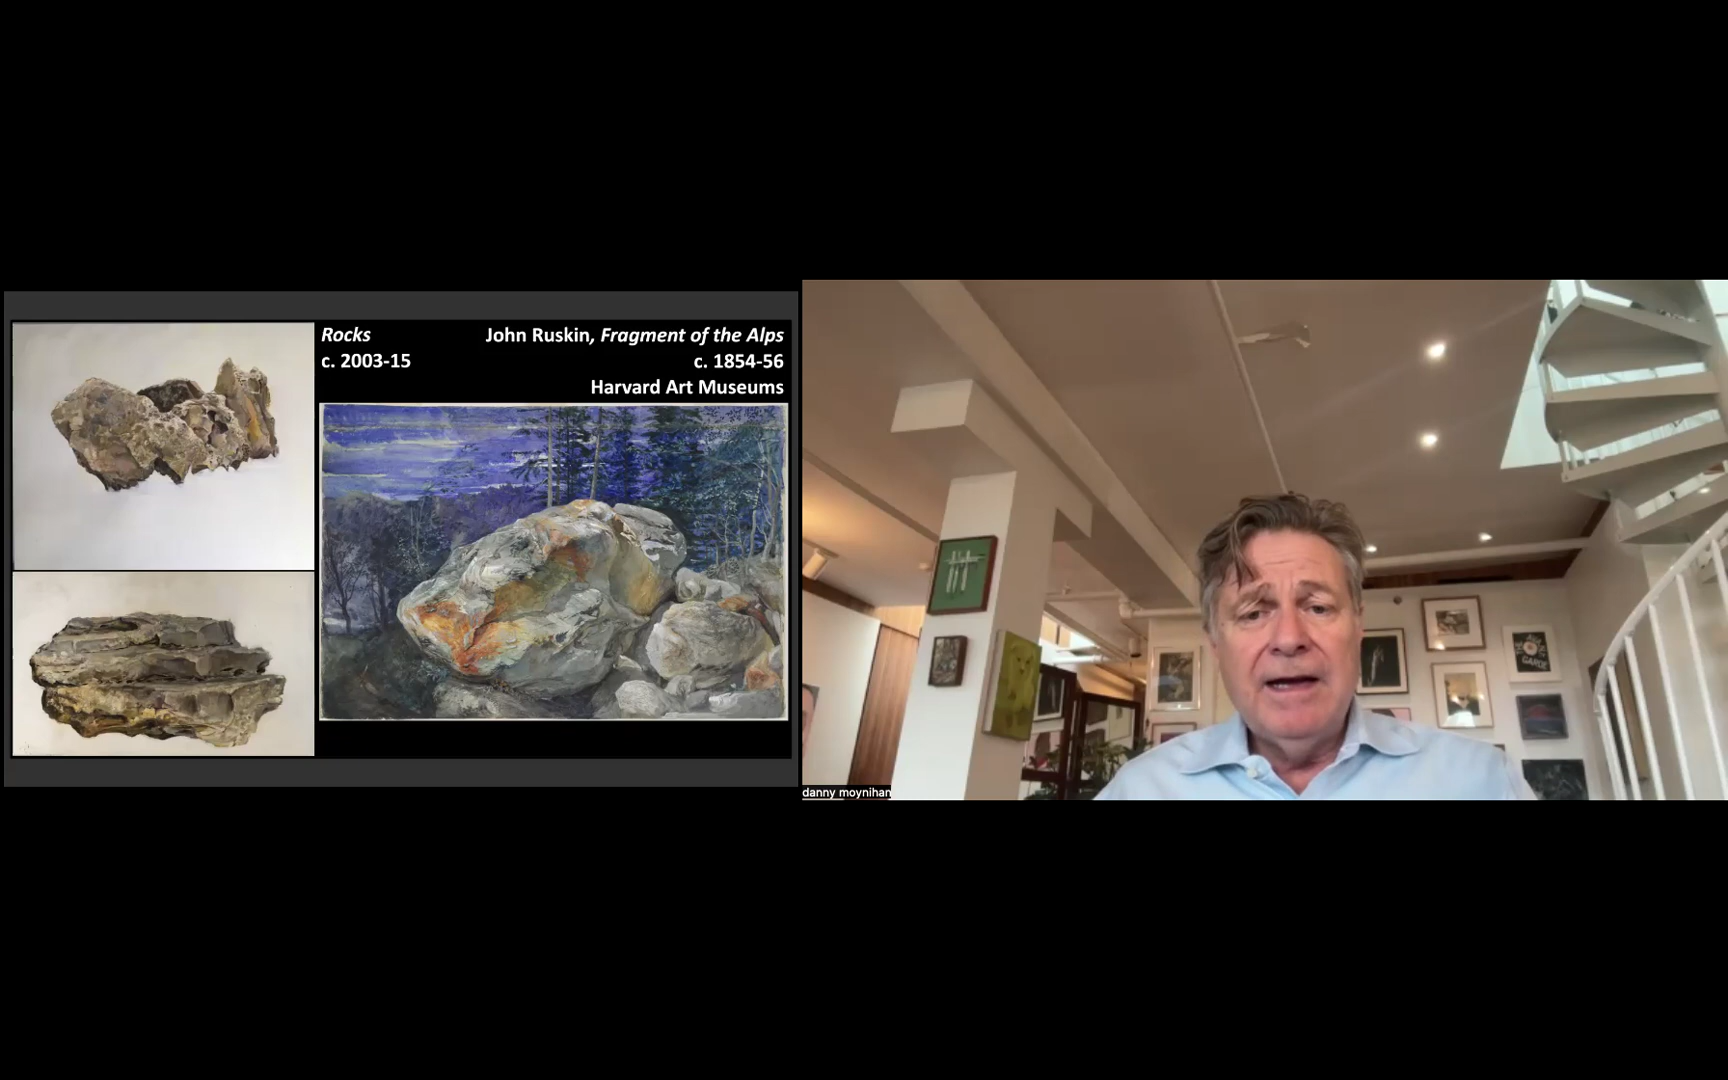 Rocks
c. 2003-15
John Ruskin, Fragment of the Alps
c. 1854-56
Harvard Art Museums
danny moynihan